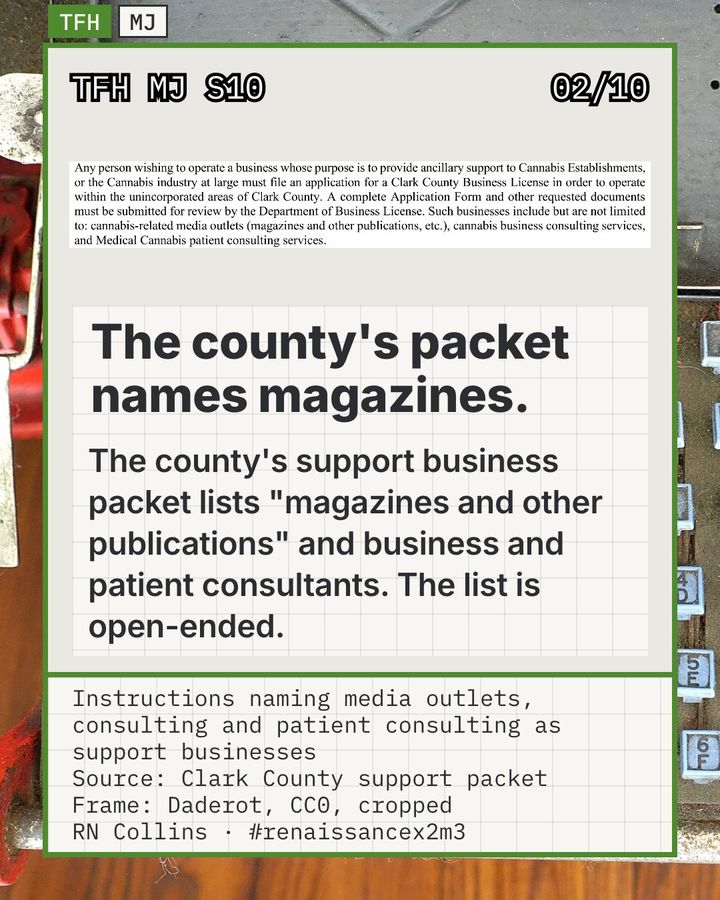 TFH MJ
TFH MJ S10 02/10
Any person wishing to operate a business whose purpose is to provide ancillary support to Cannabis Establishments,
or the Cannabis industry at large must file an application for a Clark County Business License in order to operate
within the unincorporated areas of Clark County. A complete Application Form and other requested documents
must be submitted for review by the Department of Business License. Such businesses include but are not limited
to: cannabis-related media outlets (magazines and other publications, etc.), cannabis business consulting services,
and Medical Cannabis patient consulting services.
The county's packet
names magazines.
The county's support business
packet lists "magazines and other
publications" and business and
patient consultants. The list is
open-ended.
Instructions naming media outlets,
consulting and patient consulting as
support businesses
Source: Clark County support packet
Frame: Daderot, CC0, cropped
RN Collins · #renaissancex2m3
5
E
6
F